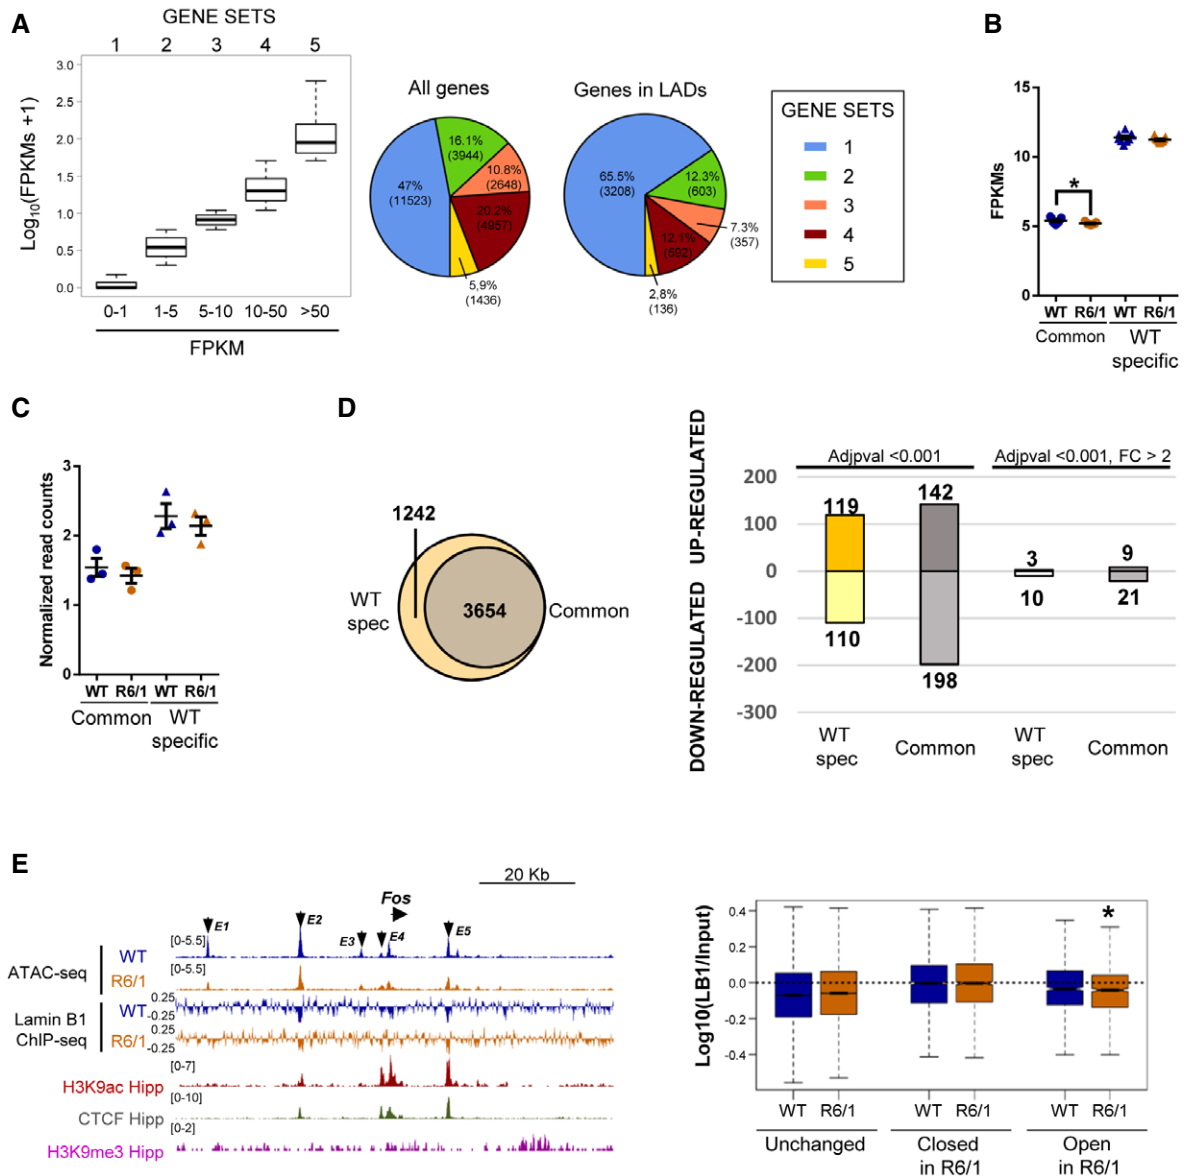 A
GENE SETS
1 2 3 4 5
Log10(FPKMs +1)
3.0
2.5
2.0
1.5
1.0
0.5
0.0
0-1 1-5 5-10 10-50 >50
FPKM
All genes
47%
(11523)
16.1%
(3944)
10.8%
(2648)
20.2%
(4957)
5,9%
(1436)
Genes in LADs
65.5%
(3208)
12.3%
(603)
7.3%
(357)
12.1%
(592)
2.8%
(136)
GENE SETS
1
2
3
4
5
B
FPKMs
15
10
5
0
*
WT R6/1 WT R6/1
Common WT
specific
C
Normalized read counts
3
2
1
0
WT R6/1 WT R6/1
Common WT
specific
D
1242
WT
spec
3654
Common
DOWN-REGULATED UP-REGULATED
Adjpval <0.001
Adjpval <0.001, FC > 2
200
100
0
-100
-200
-300
119
110
142
198
3
10
9
21
WT
spec
Common
WT
spec
Common
E
20 Kb
Fos
E1 E2 E3 E4 E5
ATAC-seq
WT [0-5.5]
R6/1 [0-5.5]
Lamin B1
ChIP-seq
WT 0.25
-0.25
R6/1 0.25
-0.25
H3K9ac Hipp [0-7]
CTCF Hipp [0-10]
H3K9me3 Hipp [0-2]
Log10(LB1/Input)
0.4
0.2
0.0
-0.2
-0.4
*
WT R6/1 WT R6/1 WT R6/1
Unchanged
Closed
in R6/1
Open
in R6/1